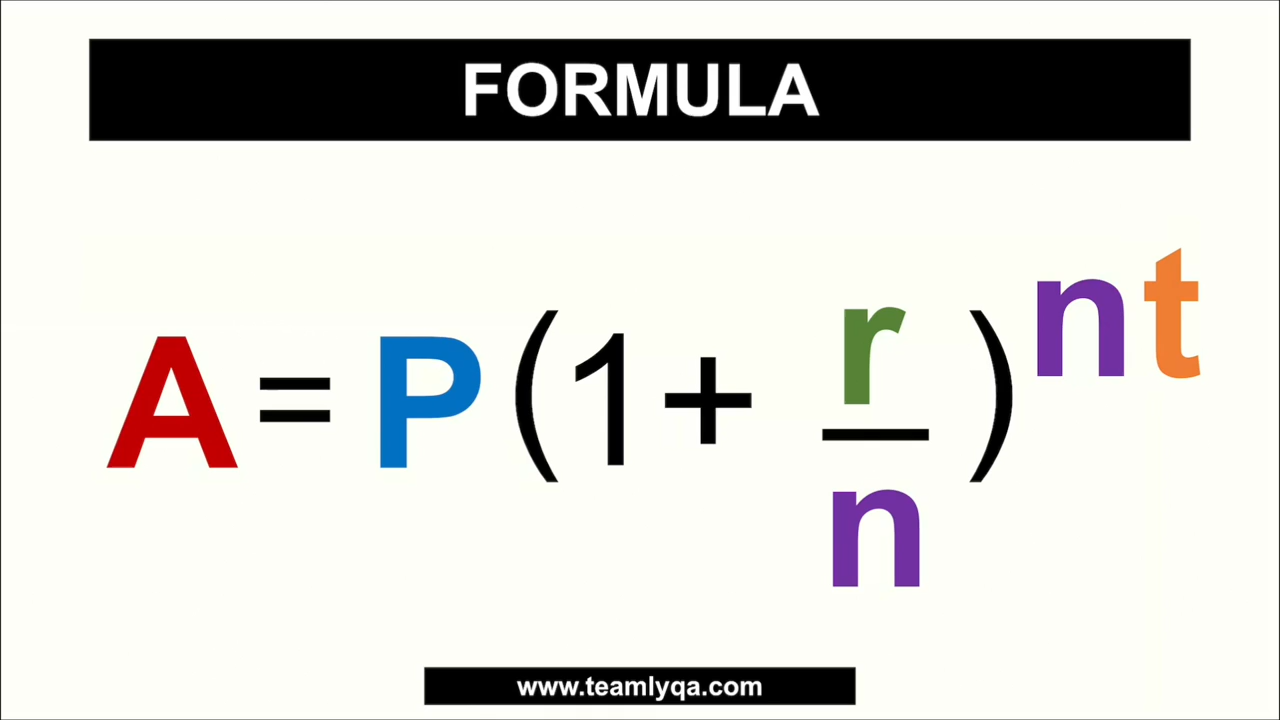 FORMULA
A = P(1 + r/n)^nt
www.teamlyqa.com